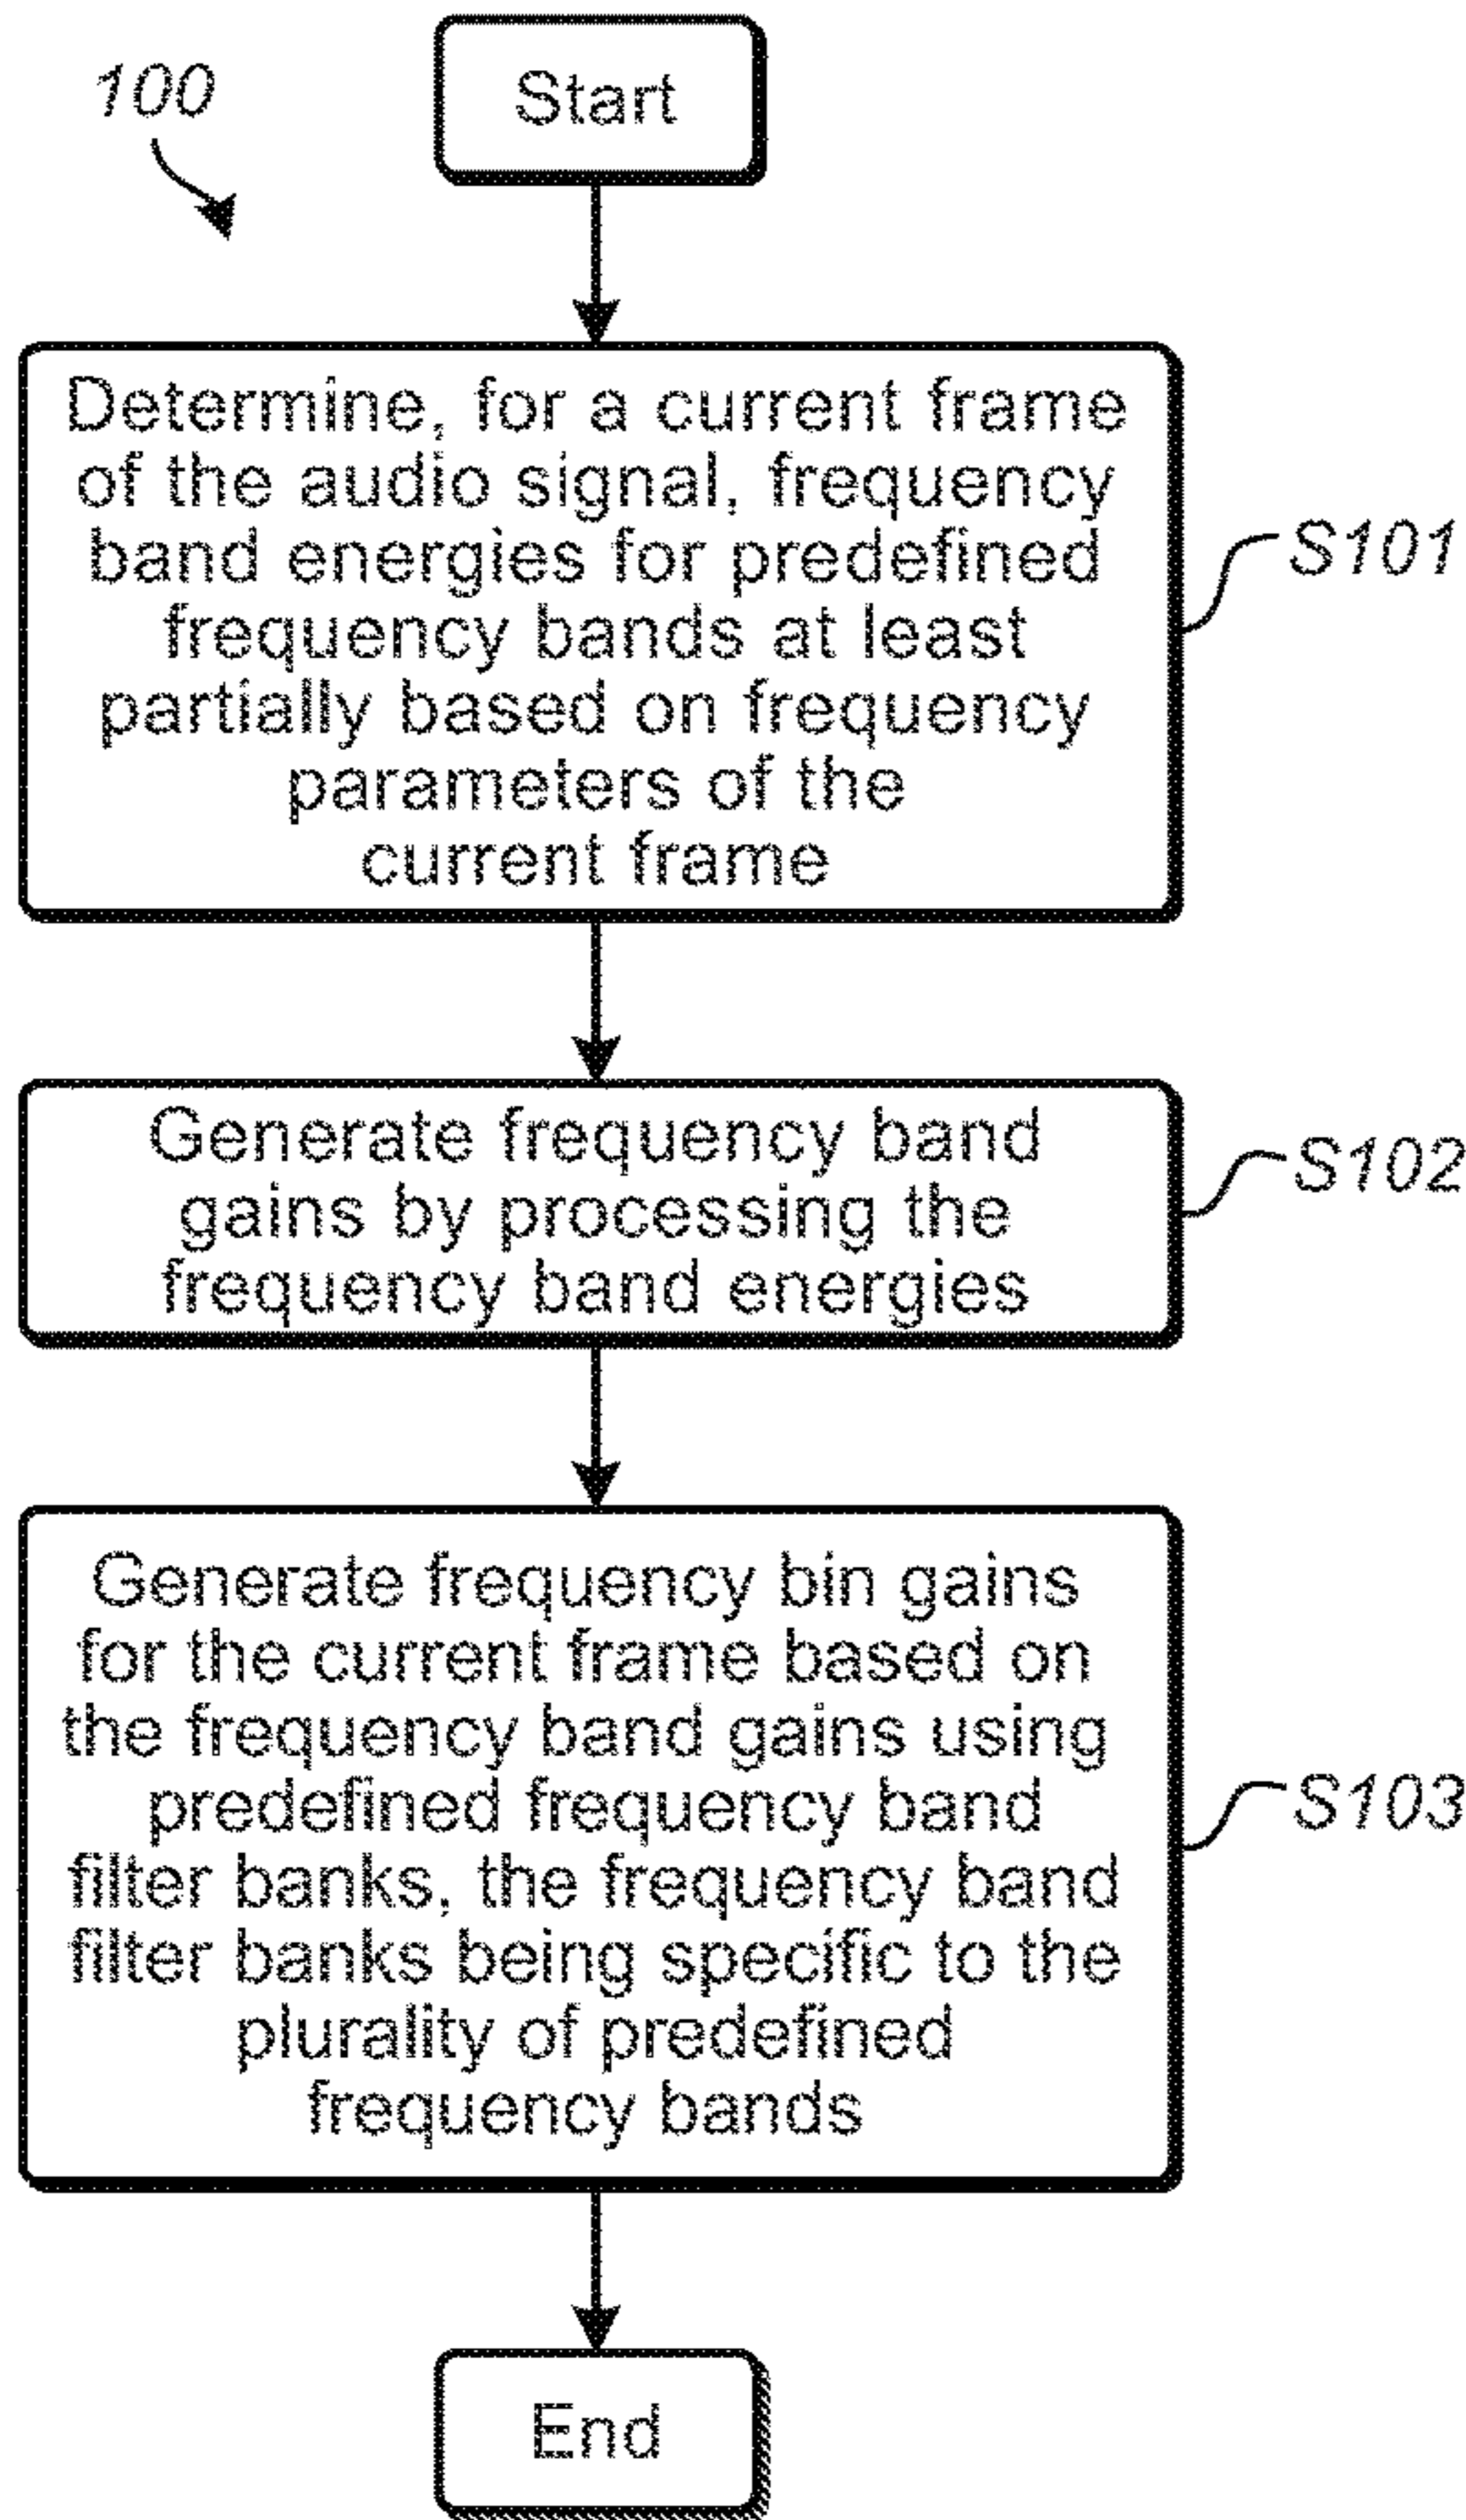 100
Start
Determine, for a current frame
of the audio signal, frequency
band energies for predefined
frequency bands at least
partially based on frequency
parameters of the
current frame
S101
Generate frequency band
gains by processing the
frequency band energies
S102
Generate frequency bin gains
for the current frame based on
the frequency band gains using
predefined frequency band
filter banks, the frequency band
filter banks being specific to the
plurality of predefined
frequency bands
S103
End